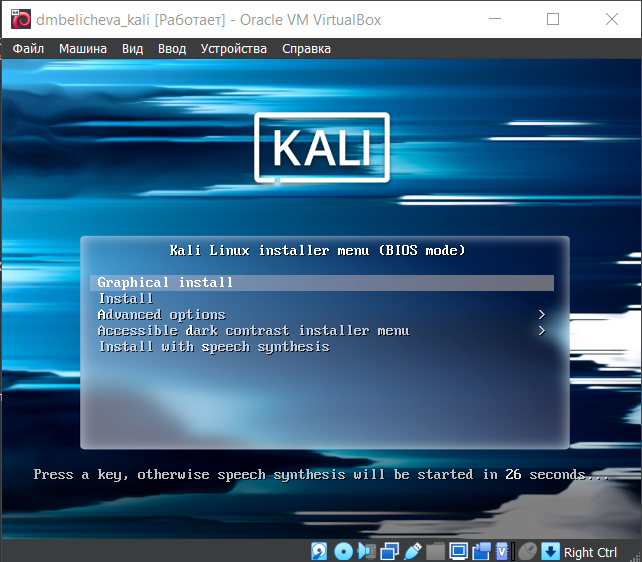 dmbelicheva_kali [Работает] - Oracle VM VirtualBox
Файл Машина Вид Ввод Устройства Справка
KALI
Kali Linux installer menu (BIOS mode)
Graphical install
Install
Advanced options >
Accessible dark contrast installer menu >
Install with speech synthesis
Press a key, otherwise speech synthesis will be started in 26 seconds...
Right Ctrl